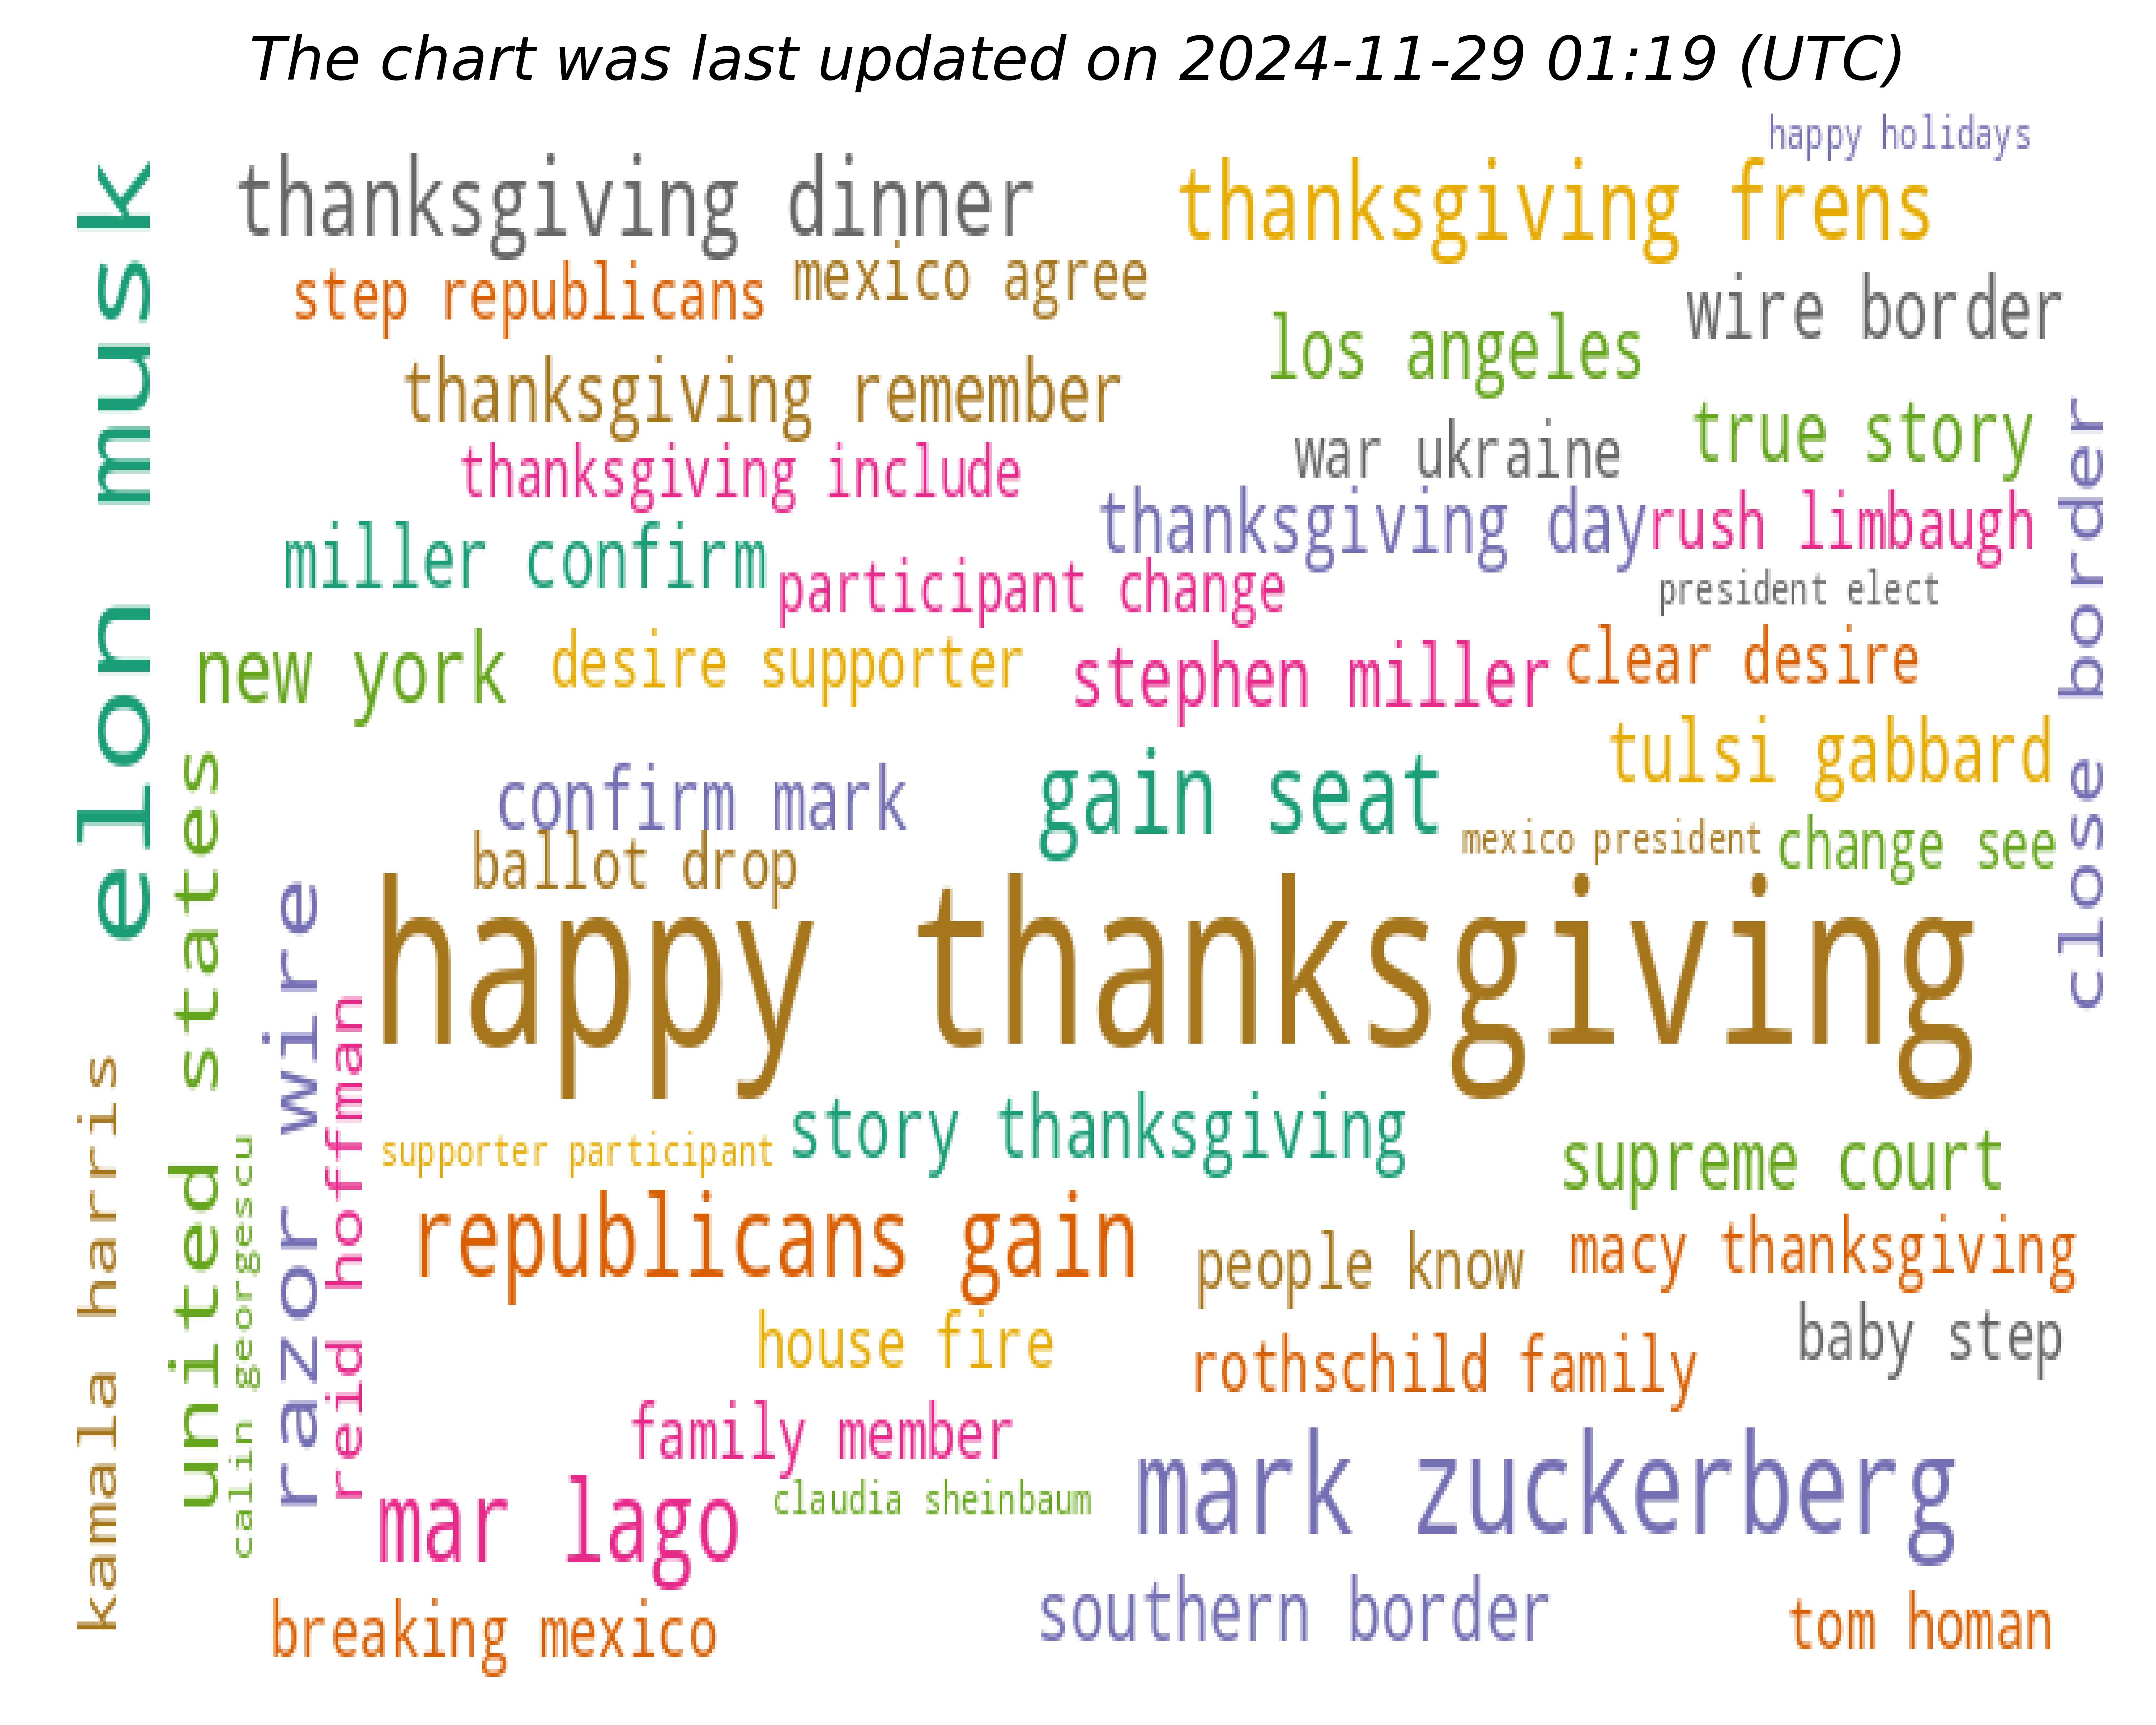 The chart was last updated on 2024-11-29 01:19 (UTC)
happy holidays
thanksgiving dinner
thanksgiving frens
elon musk
step republicans
mexico agree
wire border
los angeles
thanksgiving remember
true story
war ukraine
close border
thanksgiving include
thanksgiving day
rush limbaugh
miller confirm
participant change
president elect
new york
desire supporter
stephen miller
clear desire
tulsi gabbard
united states
confirm mark
gain seat
mexico president
change see
ballot drop
happy thanksgiving
razor wire
reid hoffman
kamala harris
calin georgescu
supporter participant
story thanksgiving
supreme court
republicans gain
people know
macy thanksgiving
house fire
rothschild family
baby step
family member
mar lago
claudia sheinbaum
mark zuckerberg
breaking mexico
southern border
tom homan